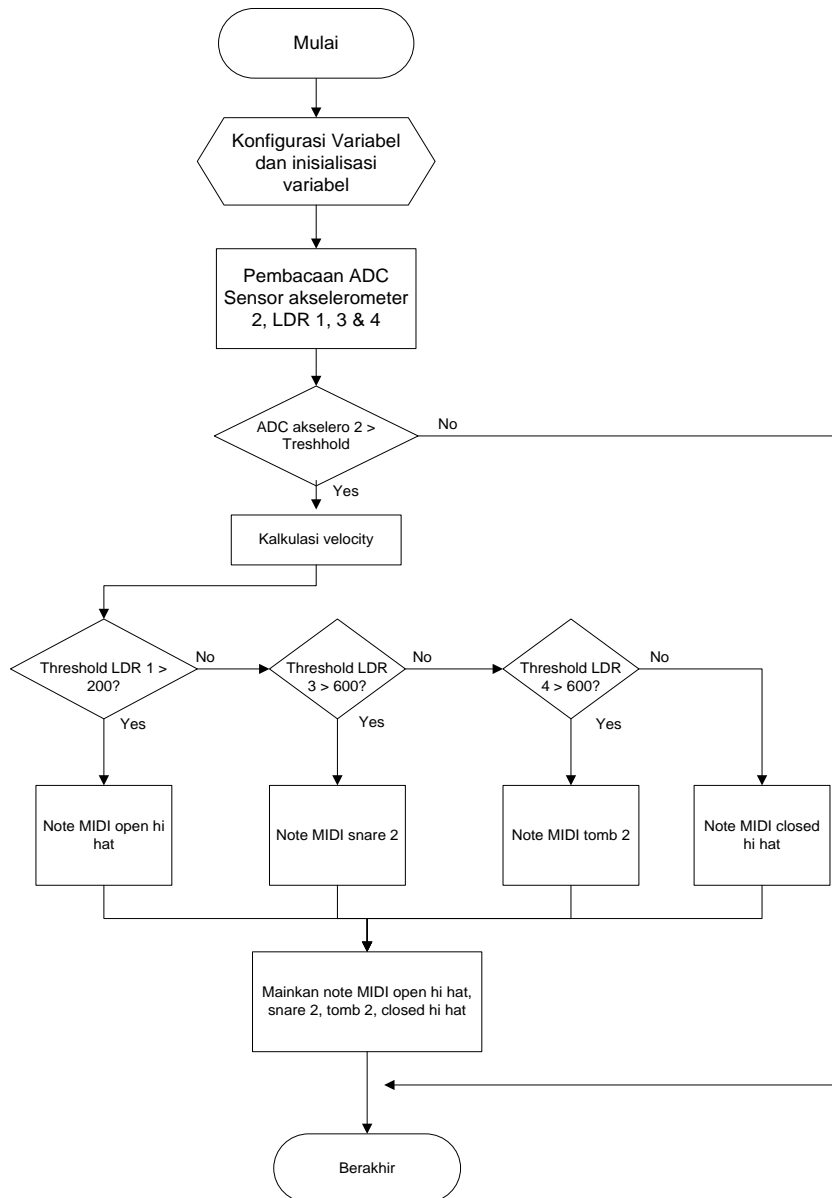 Mulai
Konfigurasi Variabel
dan inisialisasi
variabel
Pembacaan ADC
Sensor akselerometer
2, LDR 1, 3 & 4
ADC akselero 2 >
Treshhold
No
Yes
Kalkulasi velocity
Threshold LDR 1 >
200?
No
Yes
Threshold LDR
3 > 600?
No
Yes
Threshold LDR
4 > 600?
No
Yes
Note MIDI open hi
hat
Note MIDI snare 2
Note MIDI tomb 2
Note MIDI closed
hi hat
Mainkan note MIDI open hi hat,
snare 2, tomb 2, closed hi hat
Berakhir